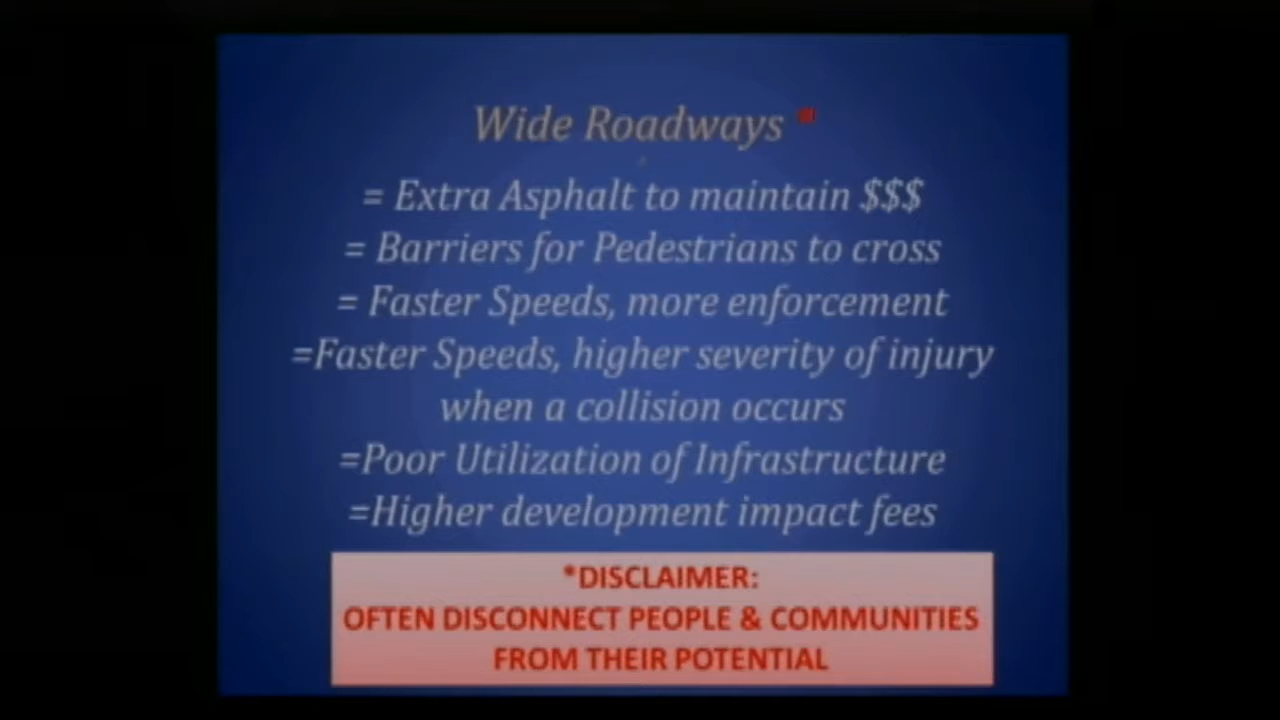 Wide Roadways *
= Extra Asphalt to maintain $$$
= Barriers for Pedestrians to cross
= Faster Speeds, more enforcement
=Faster Speeds, higher severity of injury
when a collision occurs
=Poor Utilization of Infrastructure
=Higher development impact fees
*DISCLAIMER:
OFTEN DISCONNECT PEOPLE & COMMUNITIES
FROM THEIR POTENTIAL